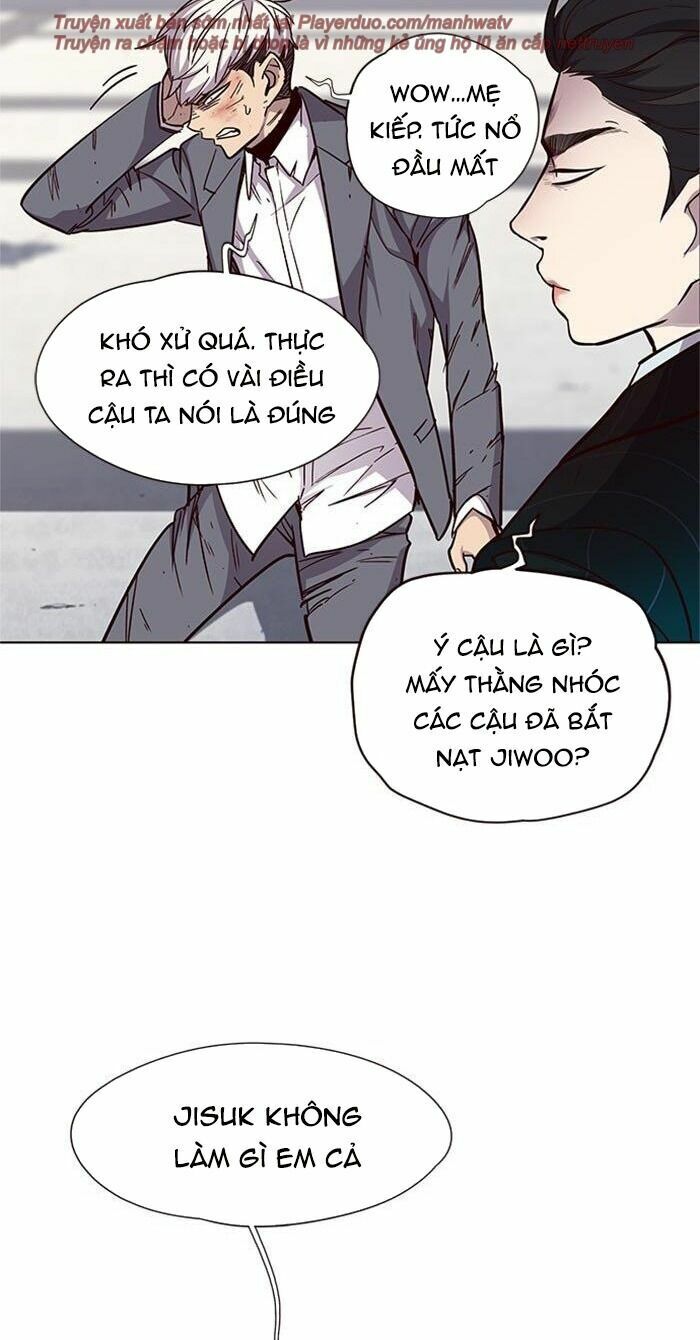 Truyện xuất bản sớm nhất tại Playerduo.com/manhwatv
Truyện ra chậm hoặc bị drop là vì những kẻ ủng hộ lũ ăn cắp nettruyen
WOW...MẸ
KIẾP. TỨC NỔ
ĐẦU MẤT
KHÓ XỬ QUÁ. THỰC
RA THÌ CÓ VÀI ĐIỀU
CẬU TA NÓI LÀ ĐÚNG
Ý CẬU LÀ GÌ?
MẤY THẰNG NHÓC
CÁC CẬU ĐÃ BẮT
NẠT JIWOO?
JISUK KHÔNG
LÀM GÌ EM CẢ